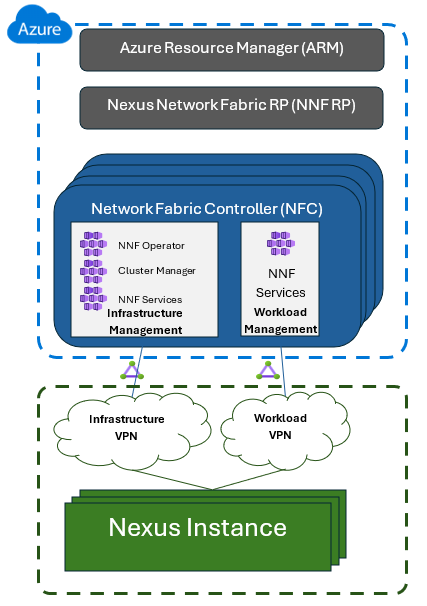 Azure
Azure Resource Manager (ARM)
Nexus Network Fabric RP (NNF RP)
Network Fabric Controller (NFC)
NNF Operator
Cluster Manager
NNF Services
Infrastructure
Management
NNF
Services
Workload
Management
Infrastructure
VPN
Workload
VPN
Nexus Instance